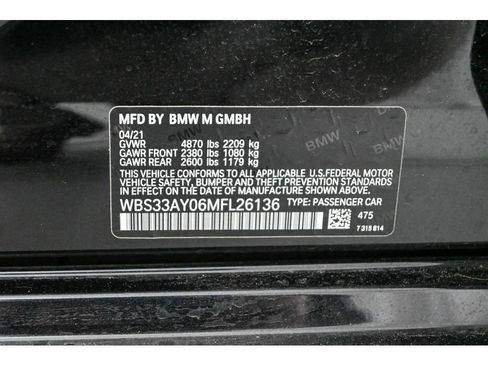 MFD BY BMW M GMBH
04/21
GVWR 4870 lbs 2209 kg
GAWR FRONT 2380 lbs 1080 kg
GAWR REAR 2600 lbs 1179 kg
THIS VEHICLE CONFORMS TO ALL APPLICABLE U.S.FEDERAL MOTOR
VEHICLE SAFETY, BUMPER, AND THEFT PREVENTION STANDARDS
IN EFFECT ON THE DATE OF MANUFACTURE SHOWN ABOVE.
WBS33AY06MFL26136 TYPE: PASSENGER CAR
475
7 315 814
BMW
BMW